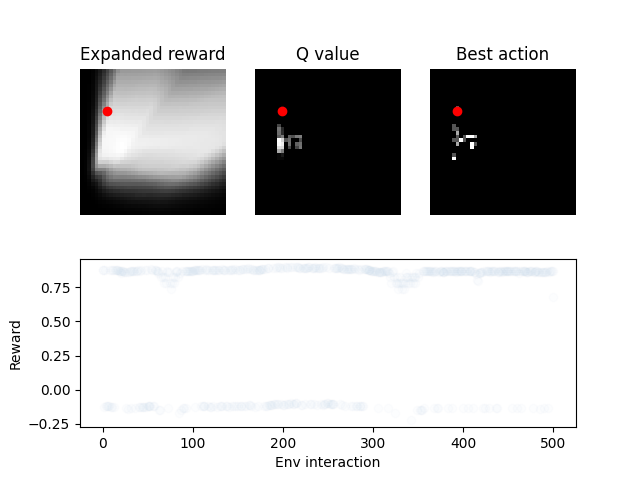 Expanded reward
Q value
Best action
0.75
0.50
0.25
0.00
−0.25
Reward
0
100
200
300
400
500
Env interaction